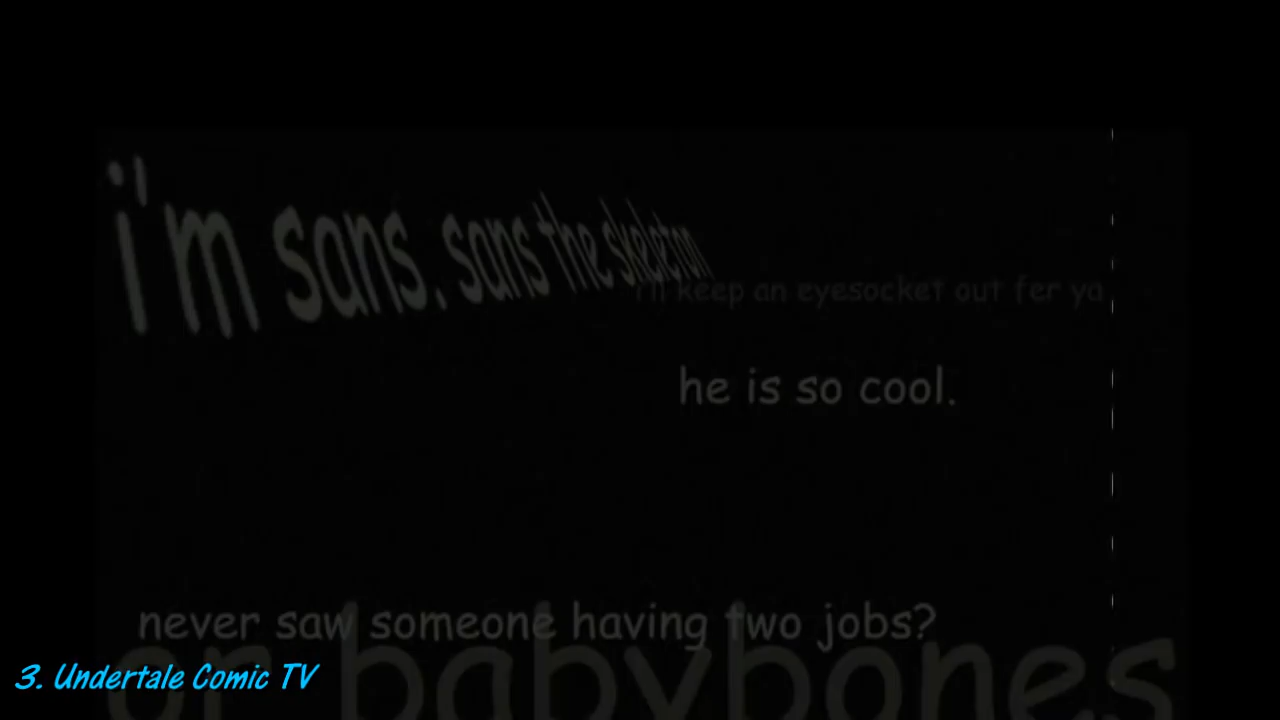 i'm sans. sans the skeleton
i'll keep an eyesocket out fer ya
he is so cool.
never saw someone having two jobs?
or babybones
3. Undertale Comic TV